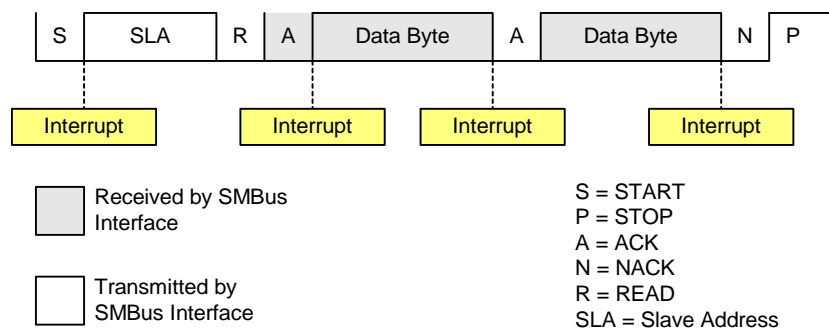 S SLA R A Data Byte A Data Byte N P
Interrupt Interrupt Interrupt Interrupt
Received by SMBus
Interface
Transmitted by
SMBus Interface
S = START
P = STOP
A = ACK
N = NACK
R = READ
SLA = Slave Address